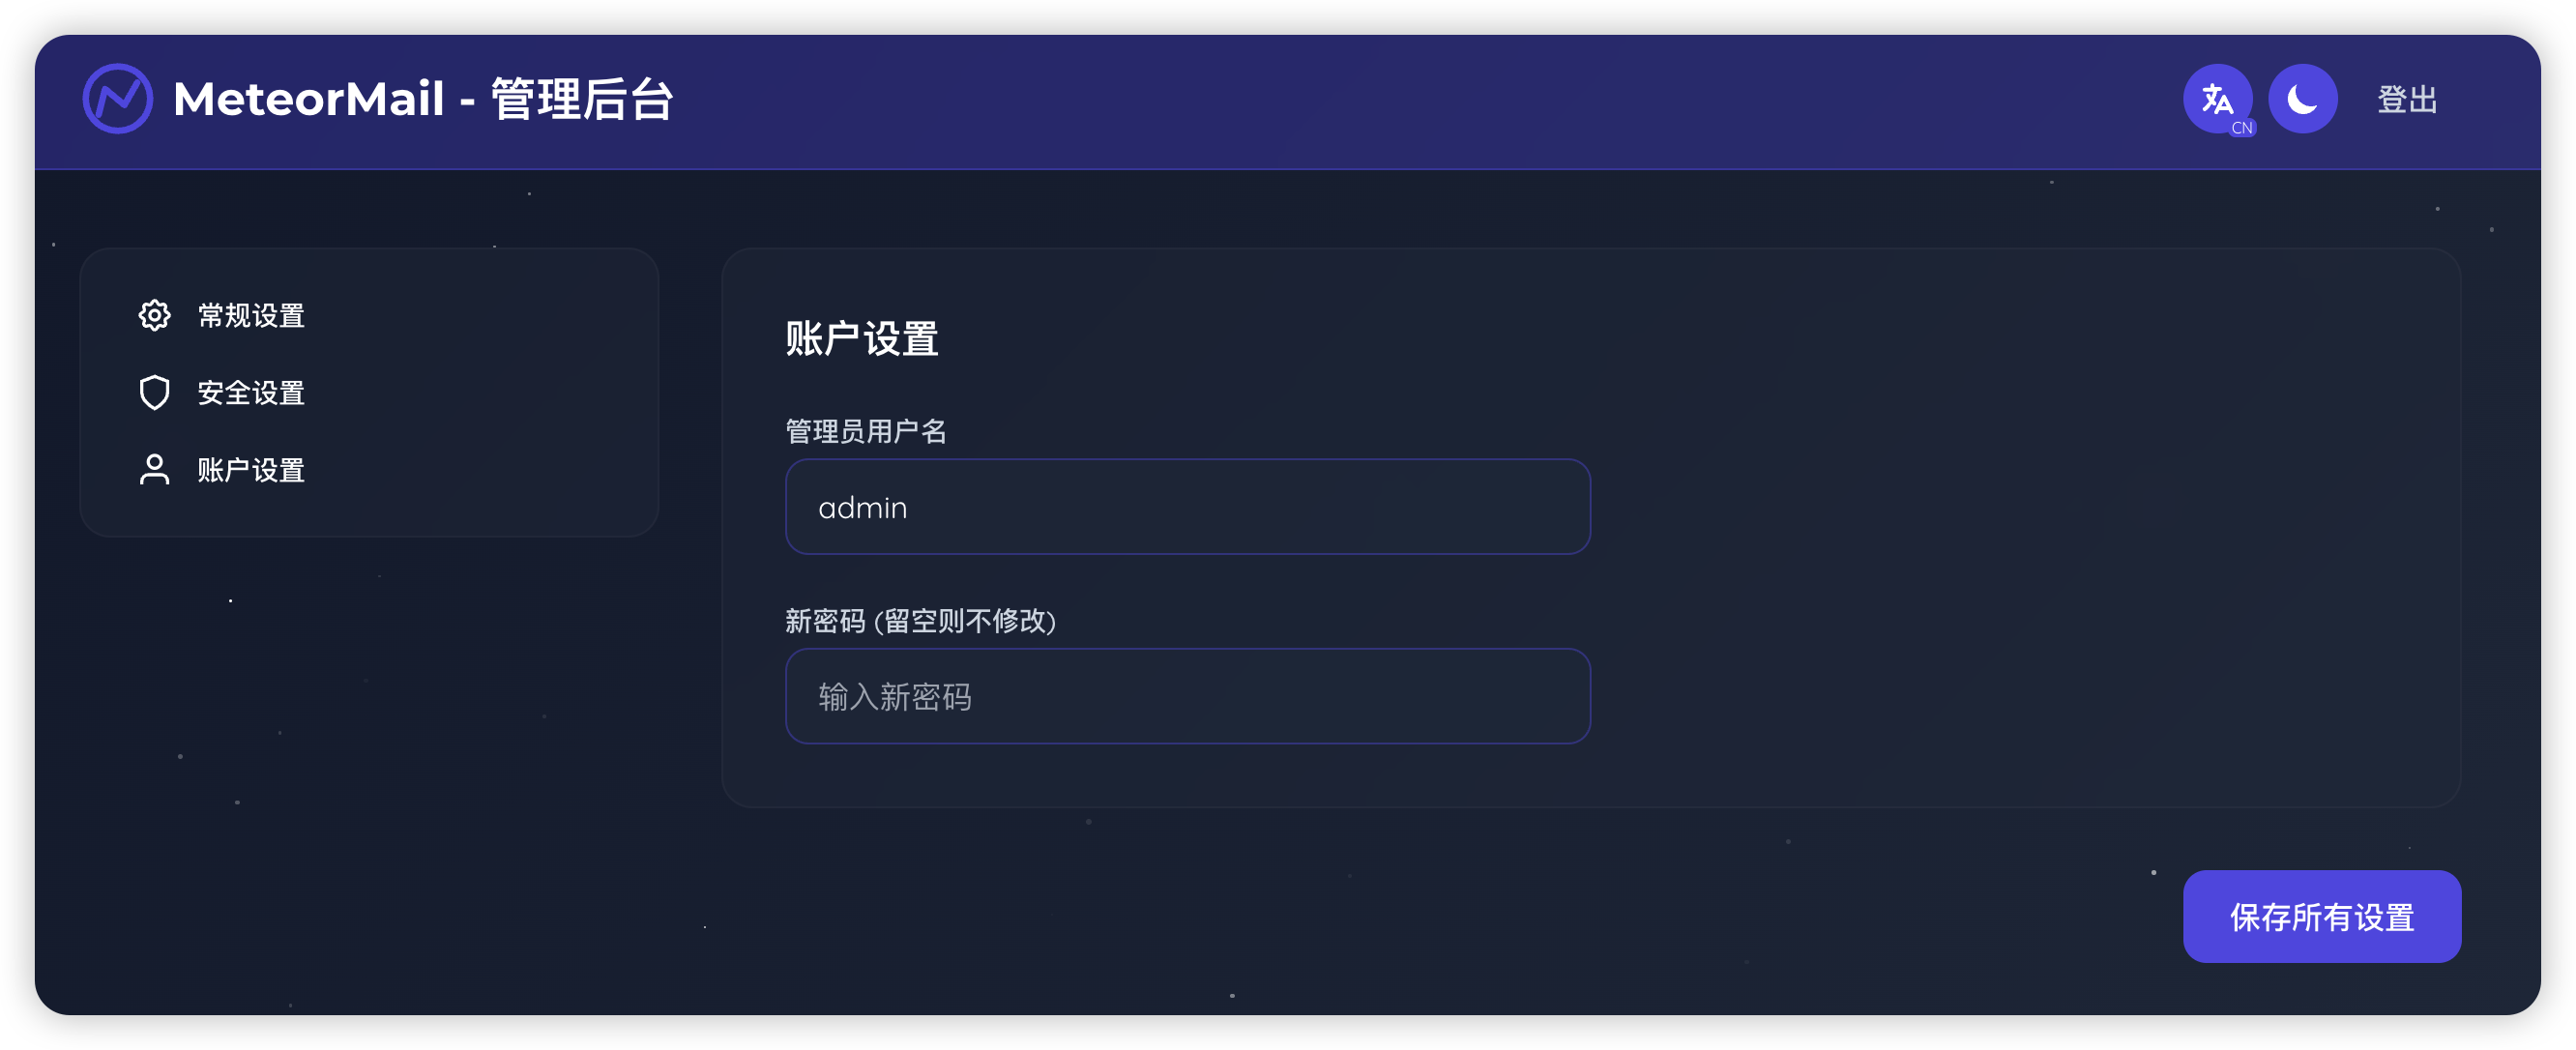 MeteorMail - 管理后台
CN
登出
常规设置
安全设置
账户设置
账户设置
管理员用户名
admin
新密码 (留空则不修改)
输入新密码
保存所有设置